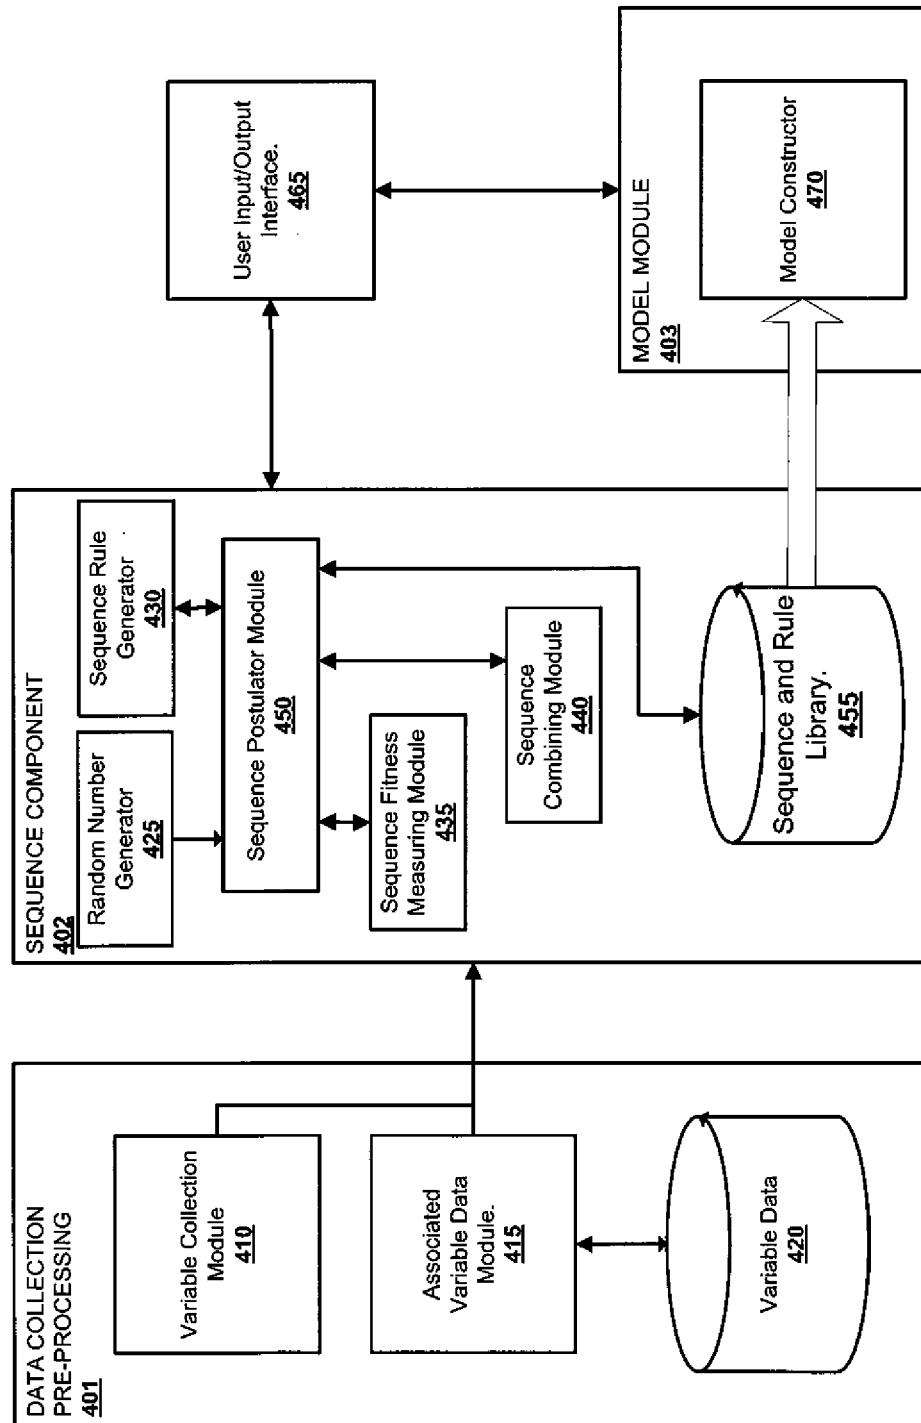 DATA COLLECTION
PRE-PROCESSING
401
Variable Collection
Module
410
Associated
Variable Data
Module.
415
Variable Data
420
SEQUENCE COMPONENT
402
Random Number
Generator
425
Sequence Rule
Generator
430
Sequence Postulator Module
450
Sequence Fitness
Measuring Module
435
Sequence
Combining Module
440
Sequence and Rule
Library.
455
User Input/Output
Interface.
465
MODEL MODULE
403
Model Constructor
470